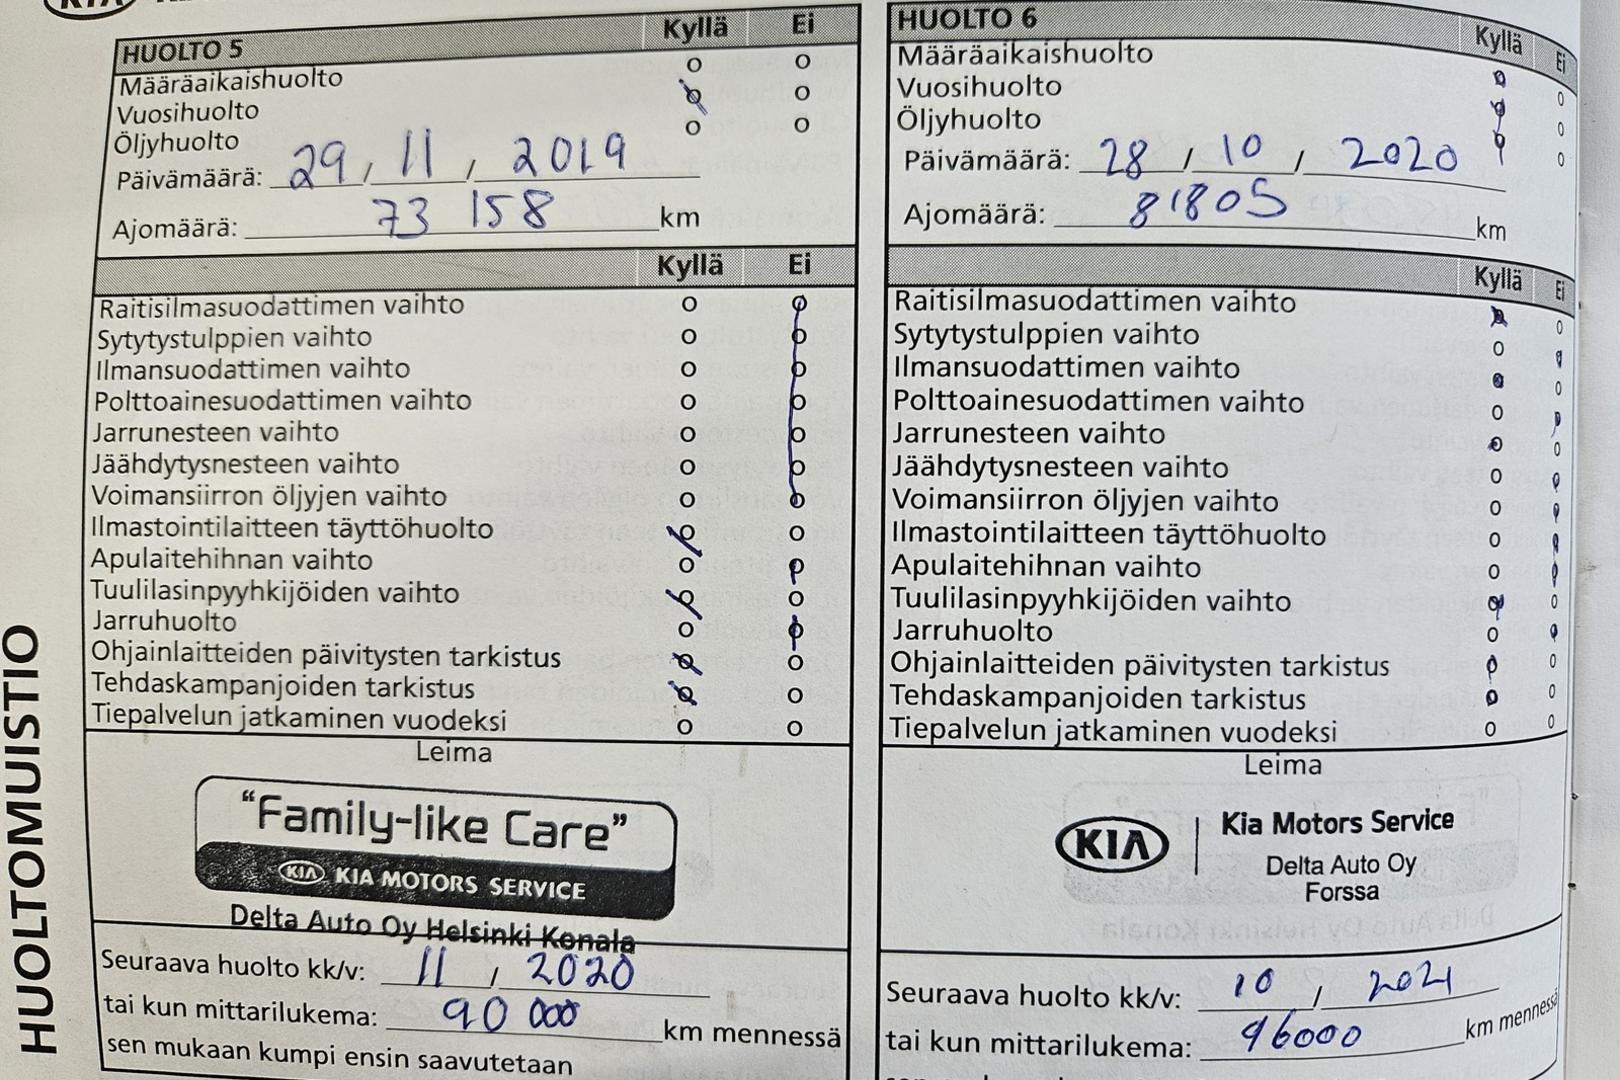 KIA
HUOLTOMUISTIO
HUOLTO 5 Kyllä Ei
Määräaikaishuolto o o
Vuosihuolto o o
Öljyhuolto o o
Päivämäärä: 29 / 11 / 2019
Ajomäärä: 73 158 km
Kyllä Ei
Raitisilmasuodattimen vaihto o o
Sytytystulppien vaihto o o
Ilmansuodattimen vaihto o o
Polttoainesuodattimen vaihto o o
Jarrunesteen vaihto o o
Jäähdytysnesteen vaihto o o
Voimansiirron öljyjen vaihto o o
Ilmastointilaitteen täyttöhuolto o o
Apulaitehihnan vaihto o o
Tuulilasinpyyhkijöiden vaihto o o
Jarruhuolto o o
Ohjainlaitteiden päivitysten tarkistus o o
Tehdaskampanjoiden tarkistus o o
Tiepalvelun jatkaminen vuodeksi o o
Leima
"Family-like Care"
KIA KIA MOTORS SERVICE
Delta Auto Oy Helsinki Konala
Seuraava huolto kk/v: 11 / 2020
tai kun mittarilukema: 90 000 km mennessä
sen mukaan kumpi ensin saavutetaan
HUOLTO 6 Kyllä Ei
Määräaikaishuolto o o
Vuosihuolto o o
Öljyhuolto o o
Päivämäärä: 28 / 10 / 2020
Ajomäärä: 81805 km
Kyllä Ei
Raitisilmasuodattimen vaihto o o
Sytytystulppien vaihto o o
Ilmansuodattimen vaihto o o
Polttoainesuodattimen vaihto o o
Jarrunesteen vaihto o o
Jäähdytysnesteen vaihto o o
Voimansiirron öljyjen vaihto o o
Ilmastointilaitteen täyttöhuolto o o
Apulaitehihnan vaihto o o
Tuulilasinpyyhkijöiden vaihto o o
Jarruhuolto o o
Ohjainlaitteiden päivitysten tarkistus o o
Tehdaskampanjoiden tarkistus o o
Tiepalvelun jatkaminen vuodeksi o o
Leima
KIA Kia Motors Service
Delta Auto Oy
Forssa
Seuraava huolto kk/v: 10 / 2021
tai kun mittarilukema: 96000 km mennessä